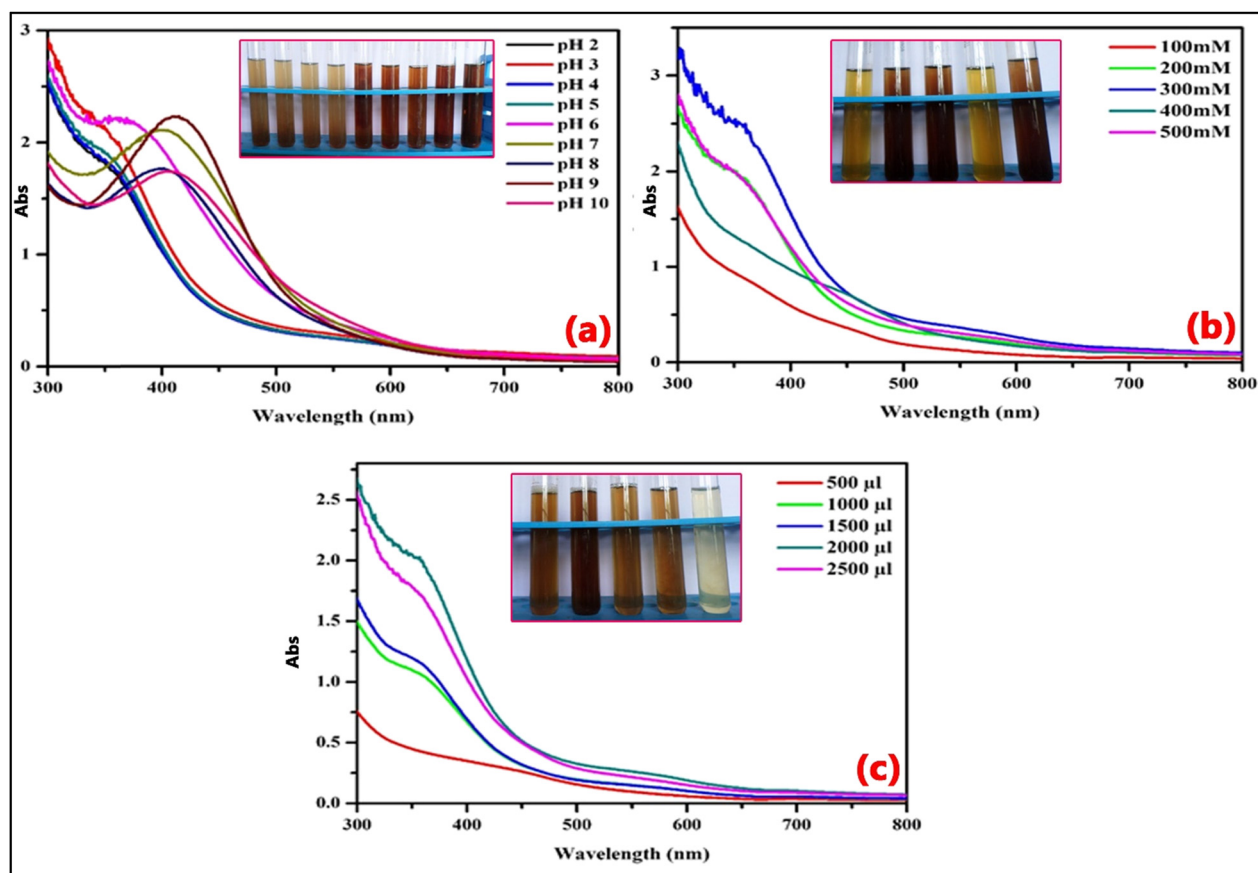 3
2
1
0
300
400
500
600
700
800
Abs
Wavelength (nm)
pH 2
pH 3
pH 4
pH 5
pH 6
pH 7
pH 8
pH 9
pH 10
(a)
3
2
1
0
300
400
500
600
700
800
Abs
Wavelength (nm)
100mM
200mM
300mM
400mM
500mM
(b)
2.5
2.0
1.5
1.0
0.5
0.0
300
400
500
600
700
800
Abs
Wavelength (nm)
500 µl
1000 µl
1500 µl
2000 µl
2500 µl
(c)